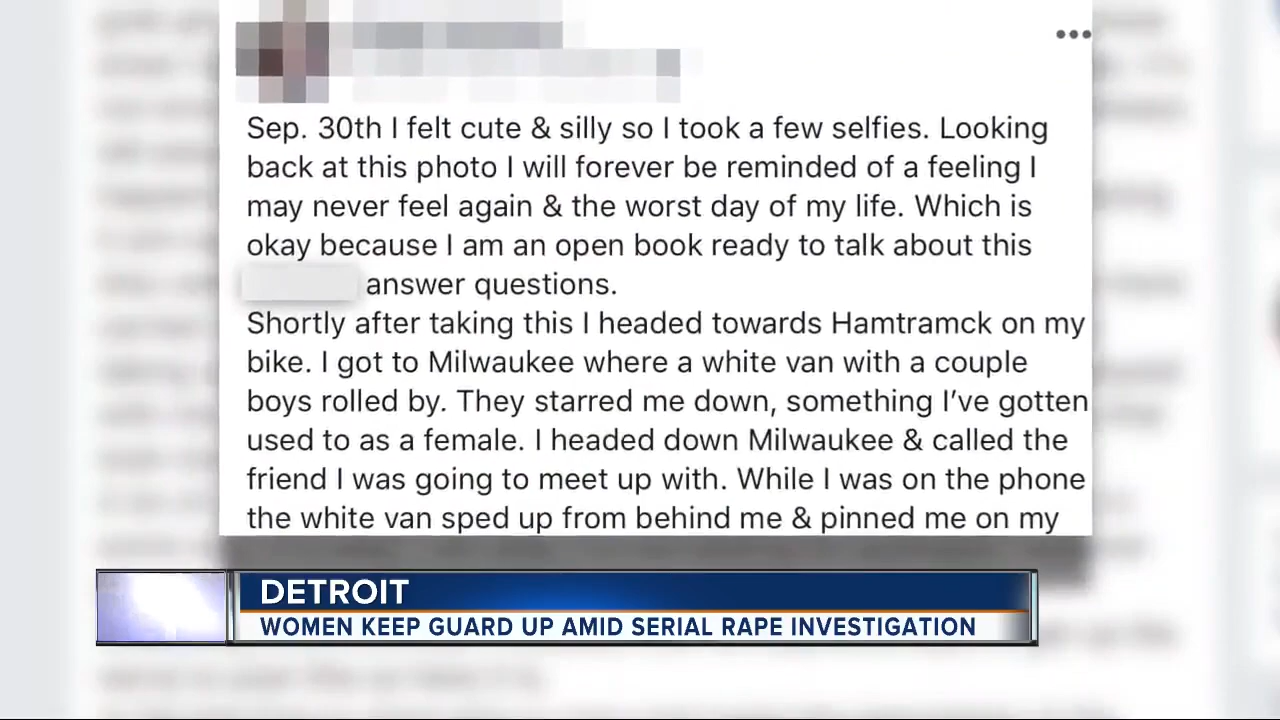 Sep. 30th I felt cute & silly so I took a few selfies. Looking
back at this photo I will forever be reminded of a feeling I
may never feel again & the worst day of my life. Which is
okay because I am an open book ready to talk about this
answer questions.
Shortly after taking this I headed towards Hamtramck on my
bike. I got to Milwaukee where a white van with a couple
boys rolled by. They starred me down, something I've gotten
used to as a female. I headed down Milwaukee & called the
friend I was going to meet up with. While I was on the phone
the white van sped up from behind me & pinned me on my
DETROIT
WOMEN KEEP GUARD UP AMID SERIAL RAPE INVESTIGATION